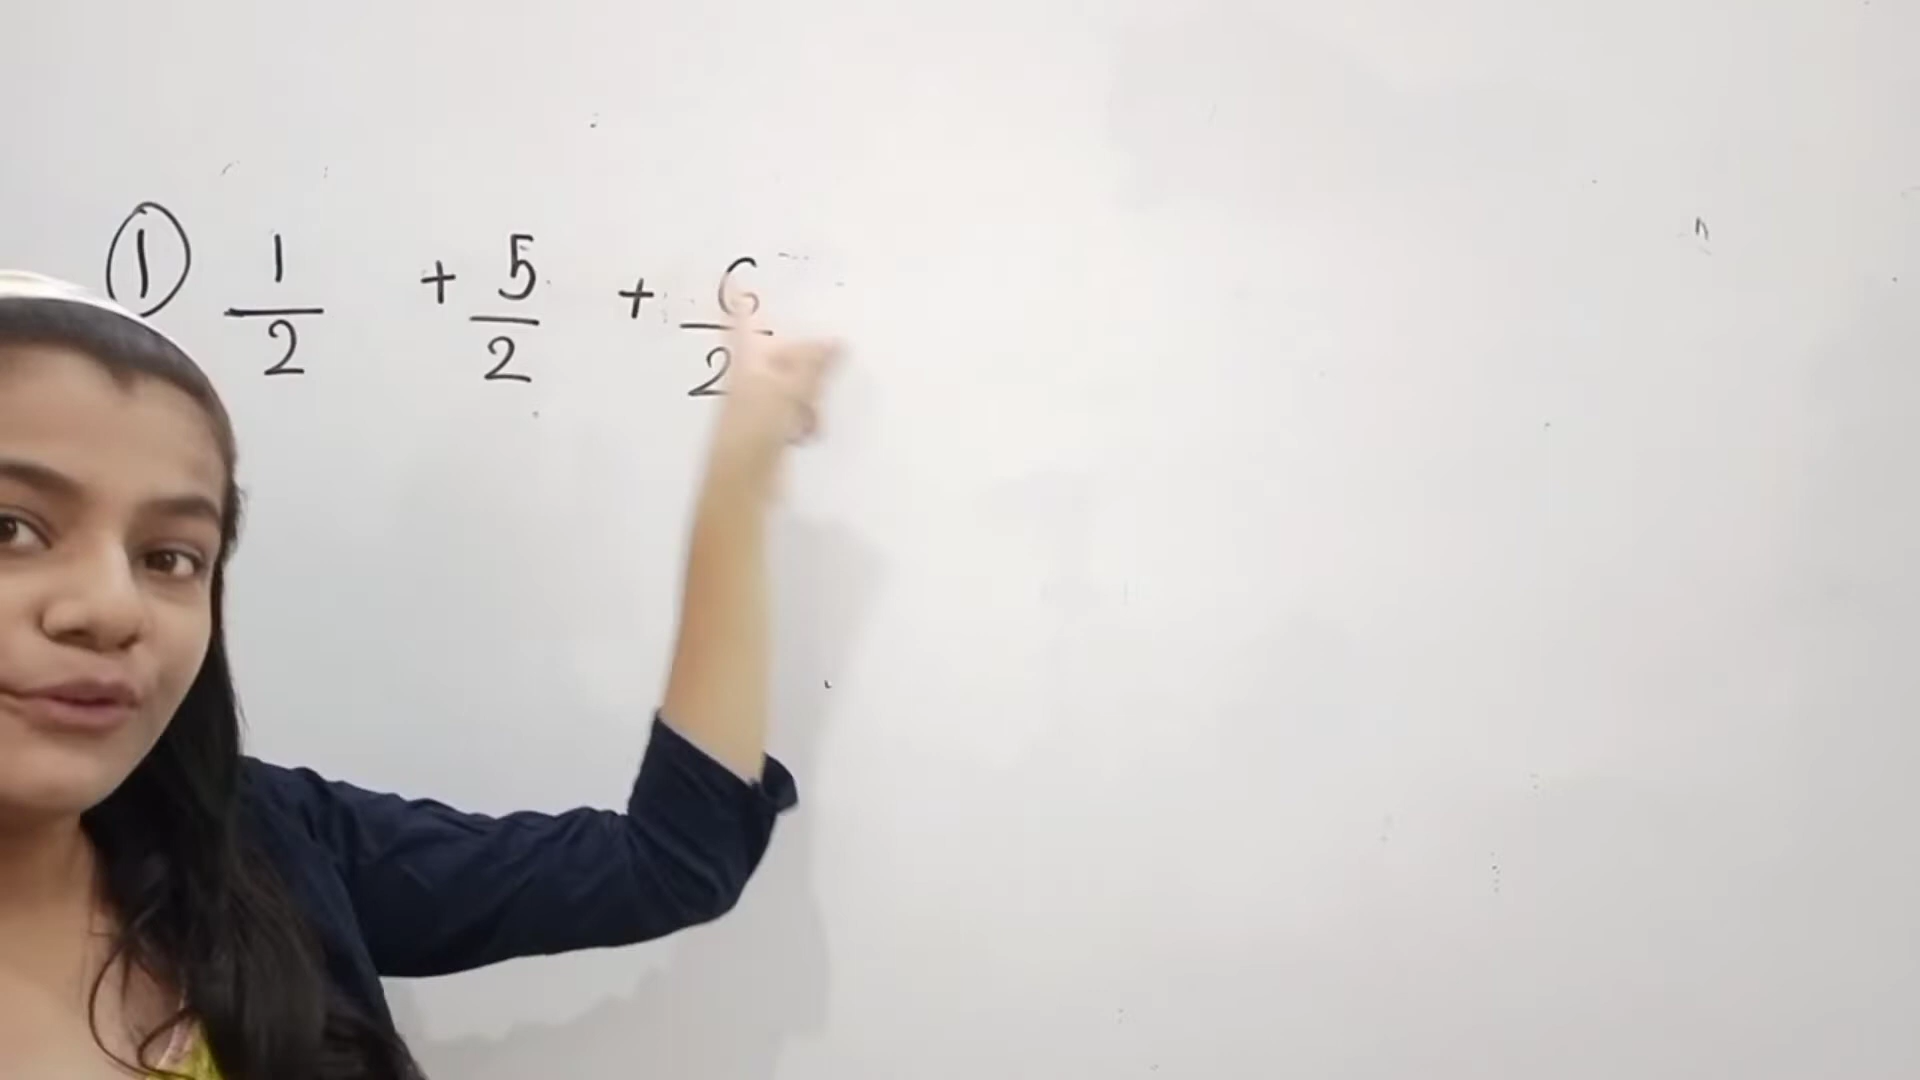 ① 1/2 + 5/2 + 6/2